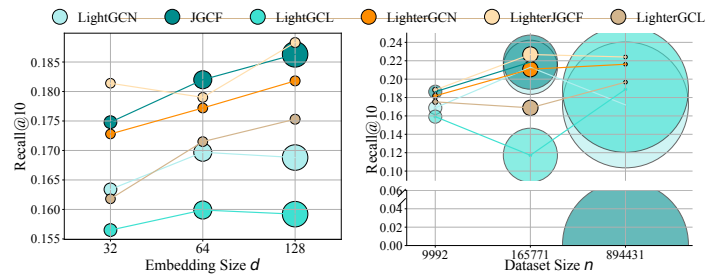 LightGCN JGCF LightGCL LighterGCN LighterJGCF LighterGCL
Recall@10
0.185
0.180
0.175
0.170
0.165
0.160
0.155
32 64 128
Embedding Size d
Recall@10
0.24
0.22
0.20
0.18
0.16
0.14
0.12
0.10
0.06
0.04
0.02
0.00
9992 165771 894431
Dataset Size n